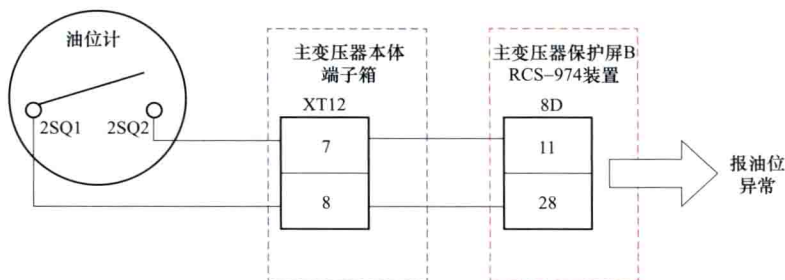 油位计
2SQ1
2SQ2
主变压器本体
端子箱
XT12
7
8
主变压器保护屏B
RCS-974装置
8D
11
28
报油位
异常